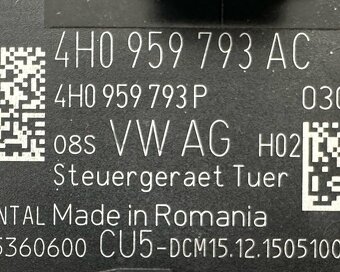 4H0 959 793 AC
4H0 959 793P 030
08S VW AG H02
Steuergeraet Tuer
NTAL Made in Romania
5360600 CU5-DCM15.12.1505100